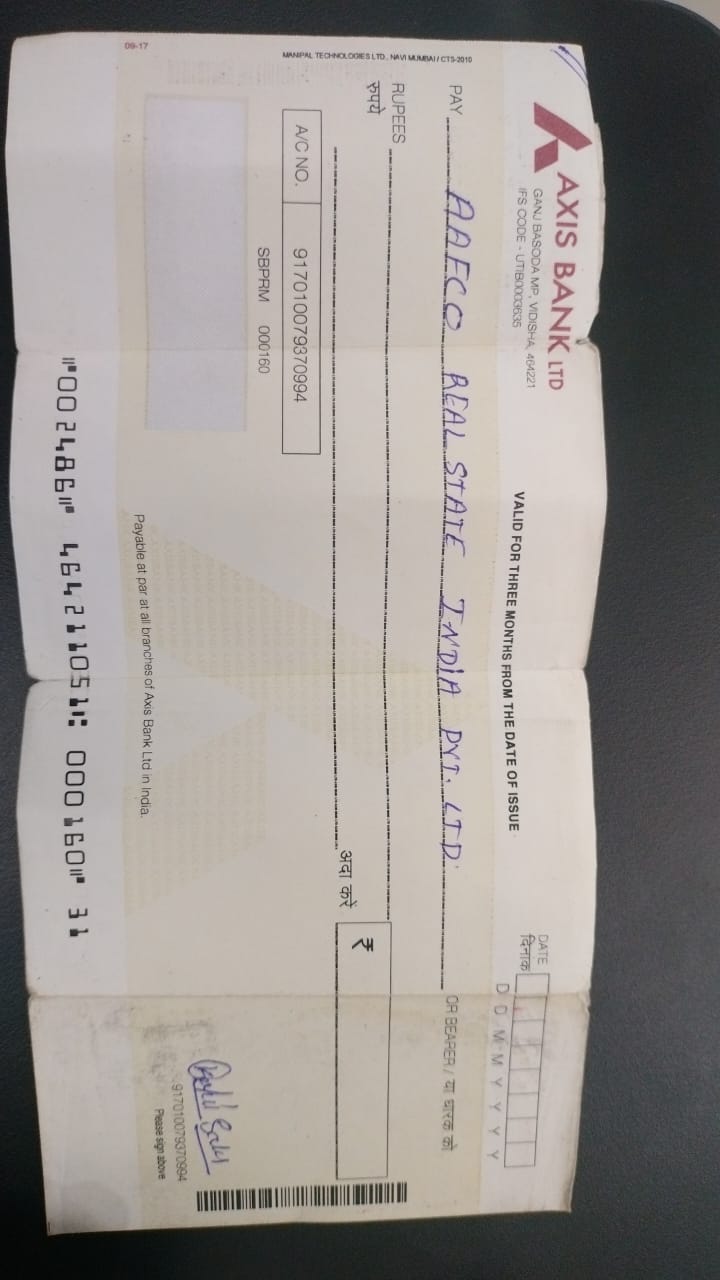 09-17
MANIPAL TECHNOLOGIES LTD., NAVI MUMBAI / CTS-2010
AXIS BANK LTD
GANJ BASODA MP, VIDISHA, 464221
IFS CODE - UTIB0003635
VALID FOR THREE MONTHS FROM THE DATE OF ISSUE
DATE
दिनांक
D D M M Y Y Y Y
PAY AAFCO REAL STATE INDIA PVT. LTD. OR BEARER / या धारक को
RUPEES
रुपये
अदा करें ₹
A/C NO. 917010079370994
SBPRM 000160
917010079370994
Please sign above
Payable at par at all branches of Axis Bank Ltd in India.
⑈002486⑈ 464211051⑆ 000160⑈ 31